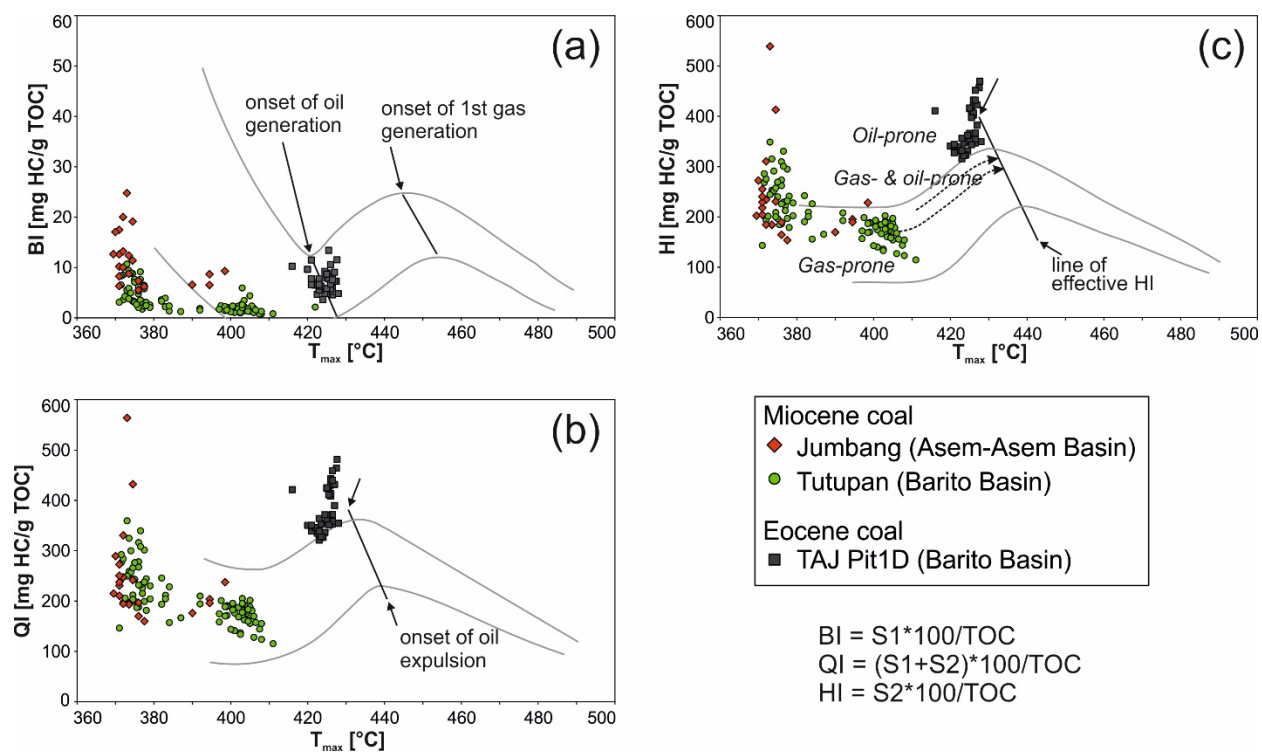 (a)
BI [mg HC/g TOC]
60
50
40
30
20
10
0
onset of oil
generation
onset of 1st gas
generation
360 380 400 420 440 460 480 500
Tmax [°C]
(c)
HI [mg HC/g TOC]
600
500
400
300
200
100
0
Oil-prone
Gas- & oil-prone
Gas-prone
line of
effective HI
360 380 400 420 440 460 480 500
Tmax [°C]
(b)
QI [mg HC/g TOC]
600
500
400
300
200
100
0
onset of oil
expulsion
360 380 400 420 440 460 480 500
Tmax [°C]
Miocene coal
Jumbang (Asem-Asem Basin)
Tutupan (Barito Basin)
Eocene coal
TAJ Pit1D (Barito Basin)
BI = S1*100/TOC
QI = (S1+S2)*100/TOC
HI = S2*100/TOC